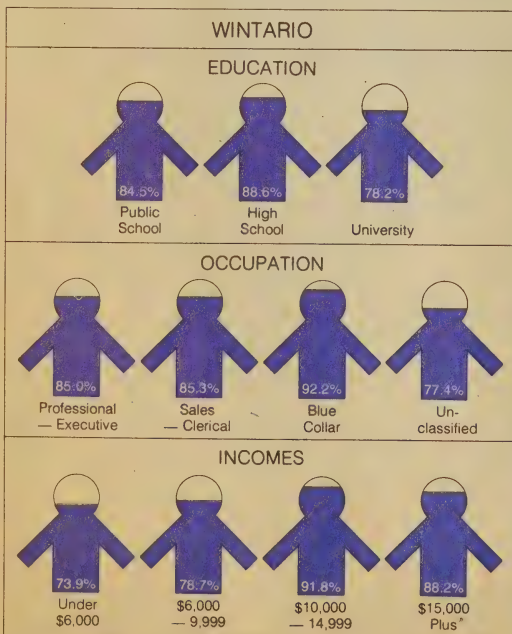 WINTARIO
EDUCATION
84.5% 88.6% 78.2%
Public School High School University
OCCUPATION
85.0% 85.3% 92.2% 77.4%
Professional — Executive Sales — Clerical Blue Collar Un-classified
INCOMES
73.9% 78.7% 91.8% 88.2%
Under $6,000 $6,000 — 9,999 $10,000 — 14,999 $15,000 Plus*